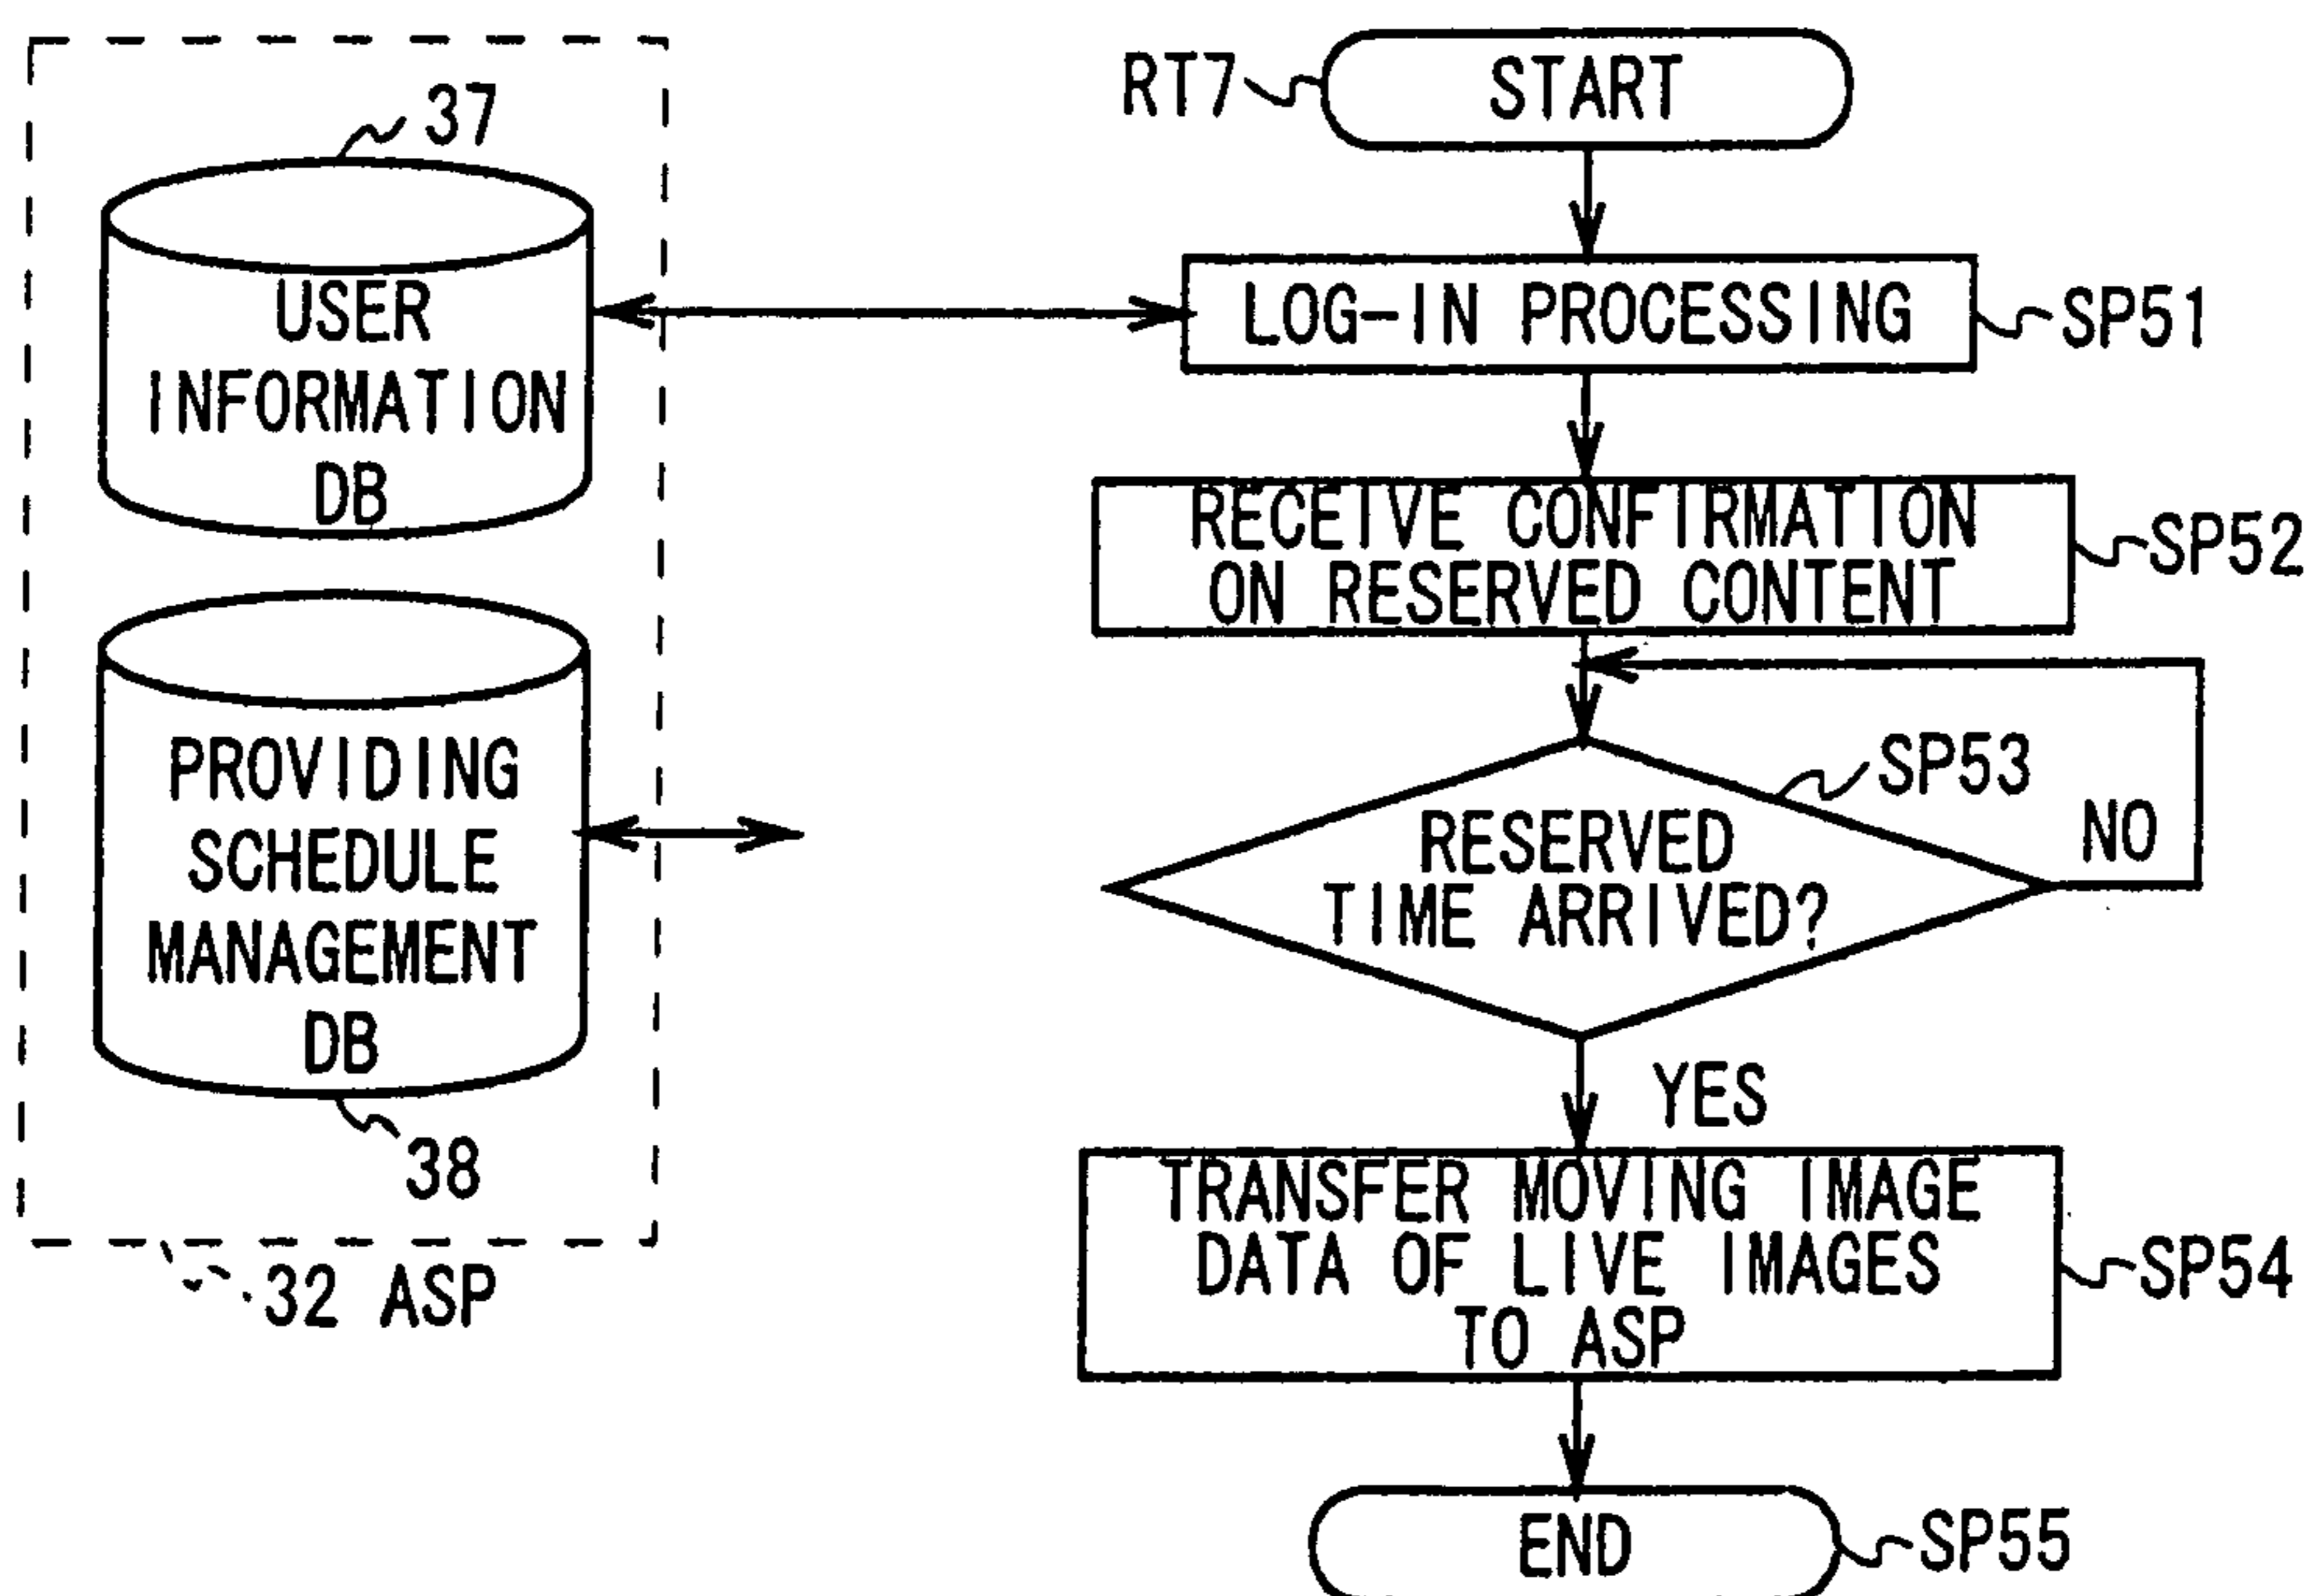 37
USER
INFORMATION
DB
PROVIDING
SCHEDULE
MANAGEMENT
DB
38
32 ASP
RT7
START
LOG-IN PROCESSING
SP51
RECEIVE CONFIRMATION
ON RESERVED CONTENT
SP52
SP53
RESERVED
TIME ARRIVED?
NO
YES
TRANSFER MOVING IMAGE
DATA OF LIVE IMAGES
TO ASP
SP54
END
SP55